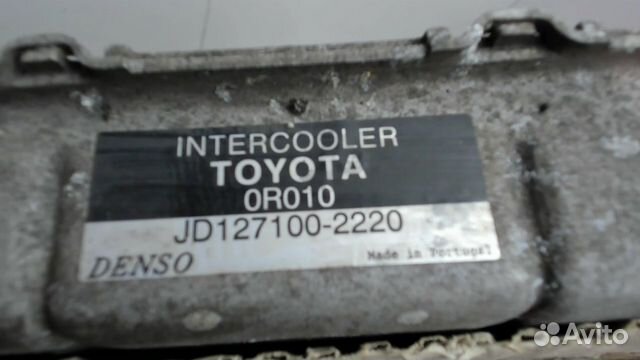 INTERCOOLER
TOYOTA
0R010
JD127100-2220
DENSO Made in Portugal
Avito